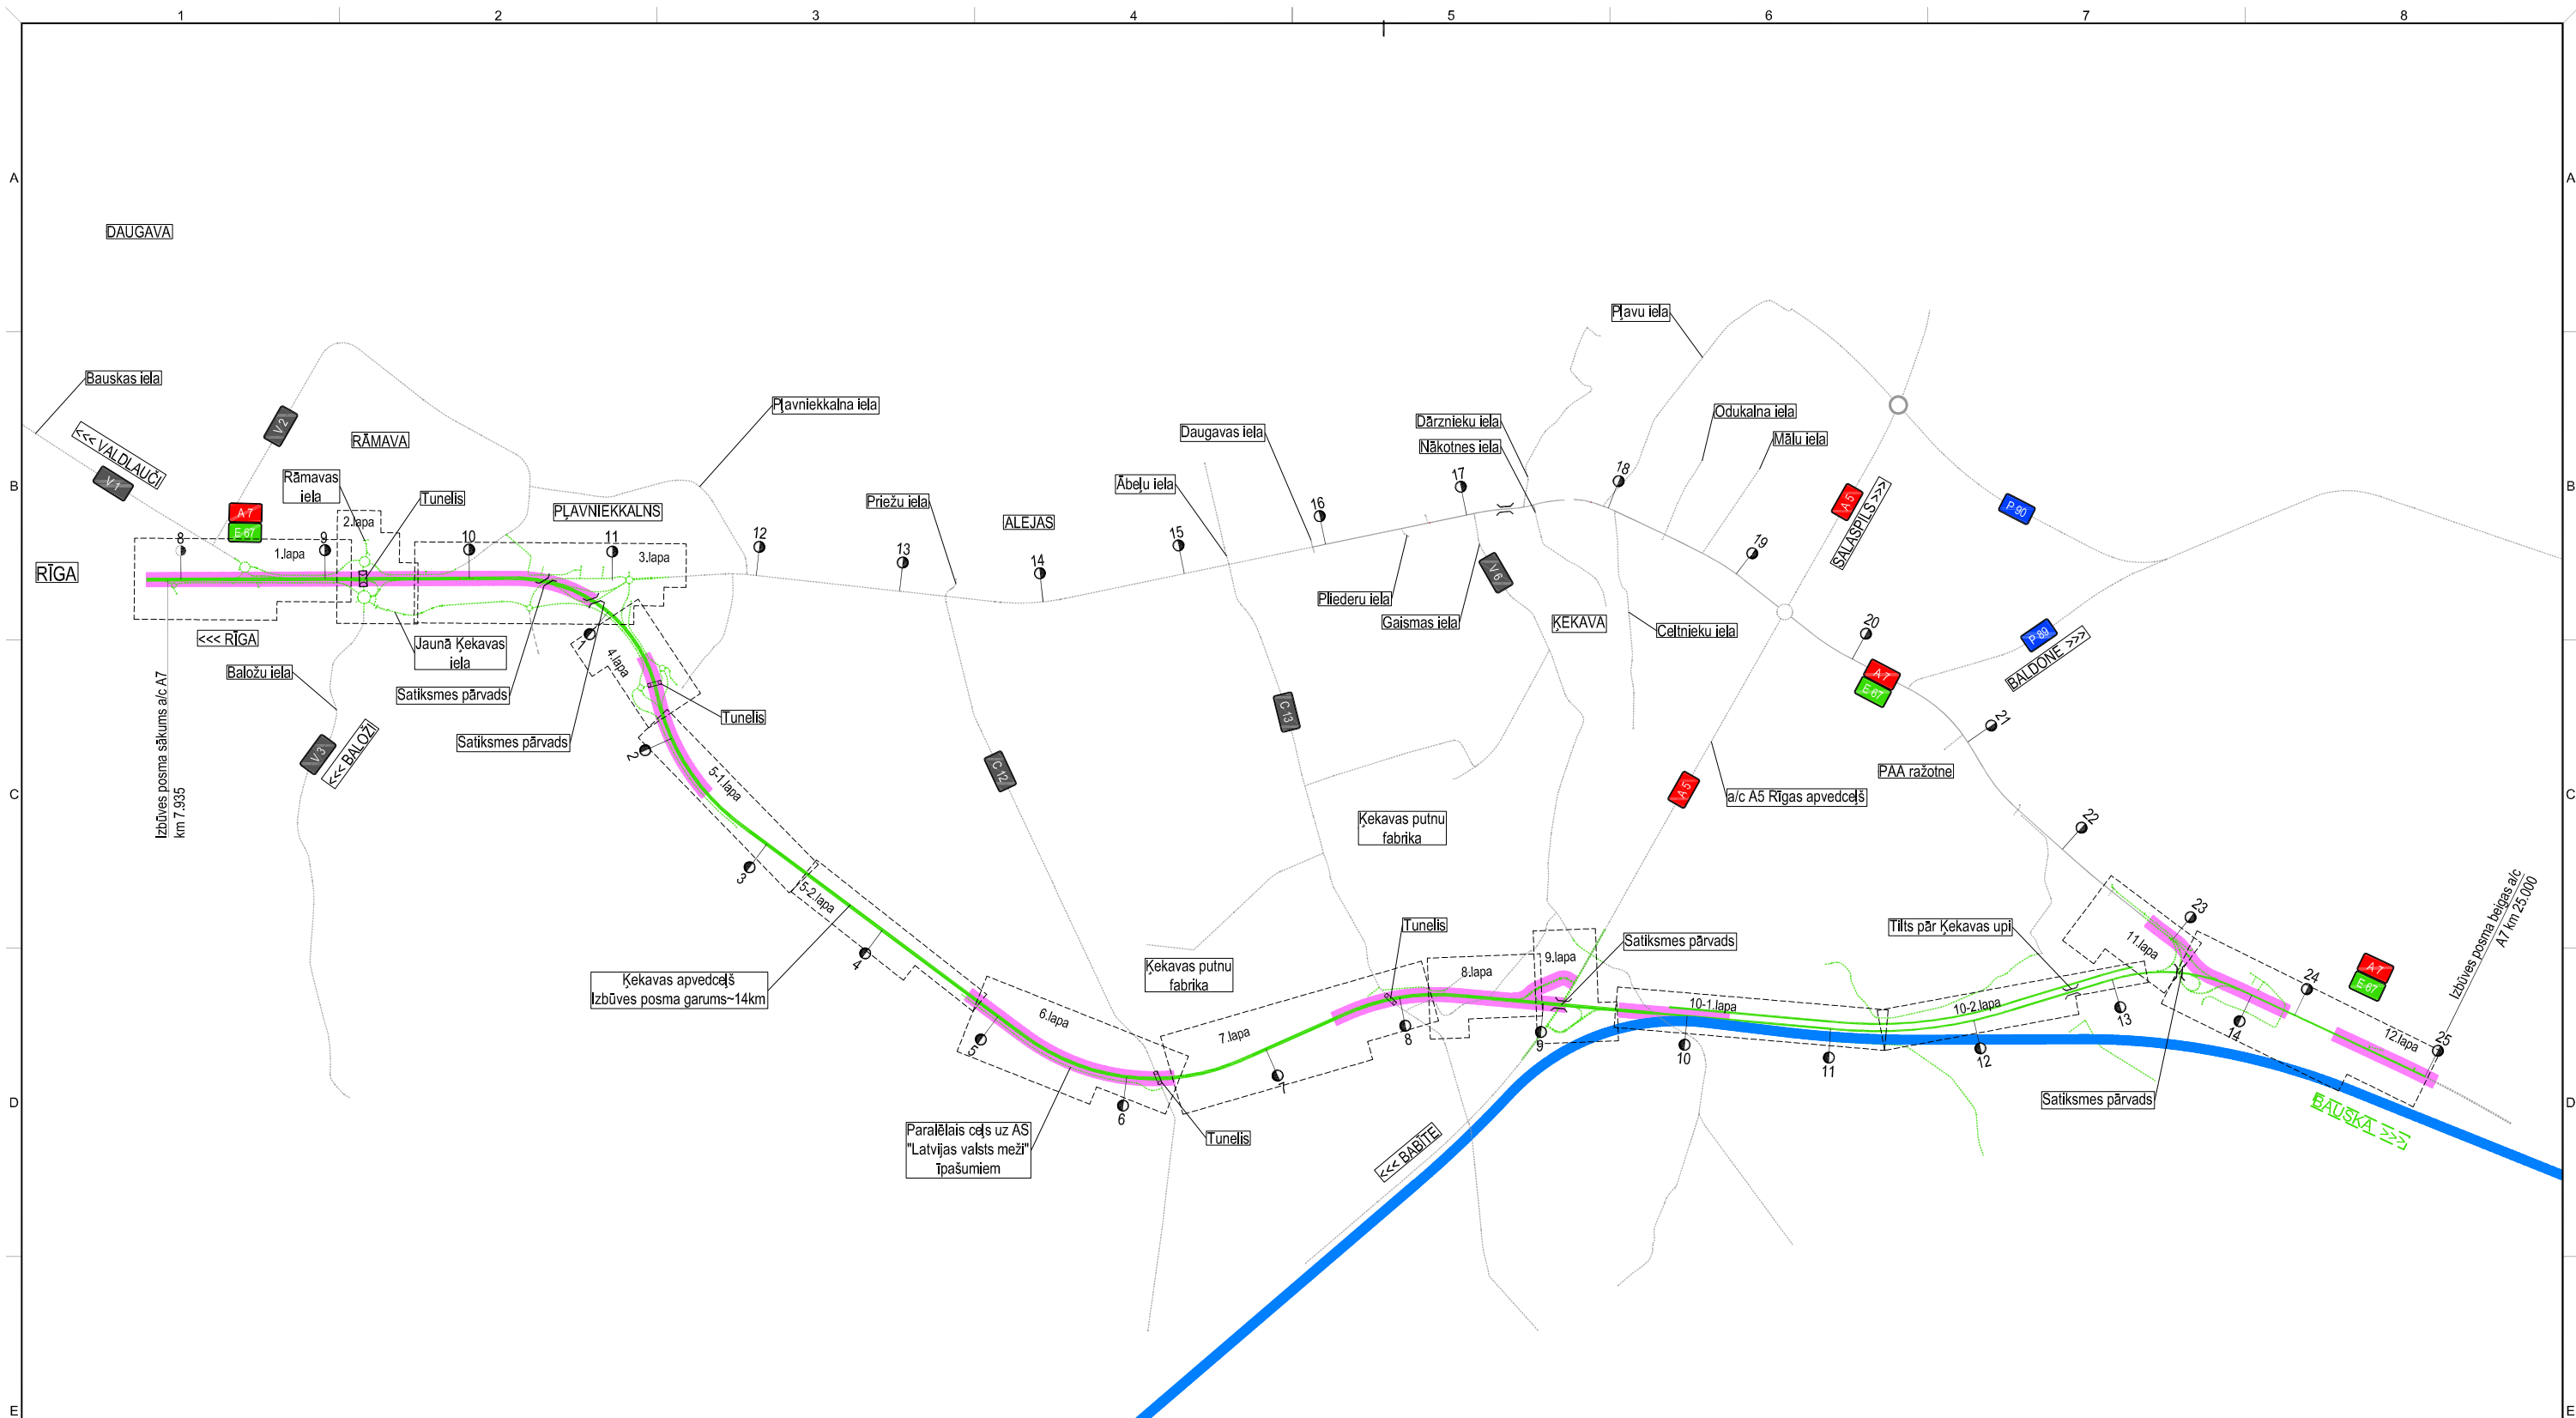 1 2 3 4 5 6 7 8
A
A
DAUGAVA
Pļavu iela
Bauskas iela
<<< VALDLAUČI
V 1
V 2
RĀMAVA
Pļavniekkalna iela
Rāmavas
iela
Tunelis
2.lapa
A 7
E 67
1.lapa
PĻAVNIEKKALNS
3.lapa
Priežu iela
ALEJAS
Ābeļu iela
Daugavas iela
Dārznieku iela
Nākotnes iela
Odukalna iela
Mālu iela
A 5
SALASPILS >>>
P 90
B
B
8
9
10
11
12
13
14
15
16
17
18
19
20
21
22
23
24
25
RĪGA
<<< RĪGA
Jaunā Ķekavas
iela
Baložu iela
V 3
<<< BALOŽI
Izbūves posma sākums a/c A7
km 7.935
Satiksmes pārvads
Satiksmes pārvads
Tunelis
4.lapa
5-1.lapa
5-2.lapa
Pliederu iela
Gaismas iela
V 6
ĶEKAVA
Celtnieku iela
P 89
BALDONE >>>
A 7
E 67
C 12
C 13
A 5
a/c A5 Rīgas apvedceļš
PAA ražotne
C
C
Ķekavas putnu
fabrika
Ķekavas apvedceļš
Izbūves posma garums~14km
Ķekavas putnu
fabrika
Tunelis
Satiksmes pārvads
Tilts pār Ķekavas upi
6.lapa
7.lapa
8.lapa
9.lapa
10-1.lapa
10-2.lapa
11.lapa
12.lapa
A 7
E 67
Izbūves posma beigas a/c
A7 km 25.000
1
2
3
4
5
6
7
8
9
10
11
12
13
14
D
D
Paralēlais ceļš uz AS
"Latvijas valsts meži"
īpašumiem
Tunelis
<<< BABĪTE
Satiksmes pārvads
BAUSKA >>>
E
E